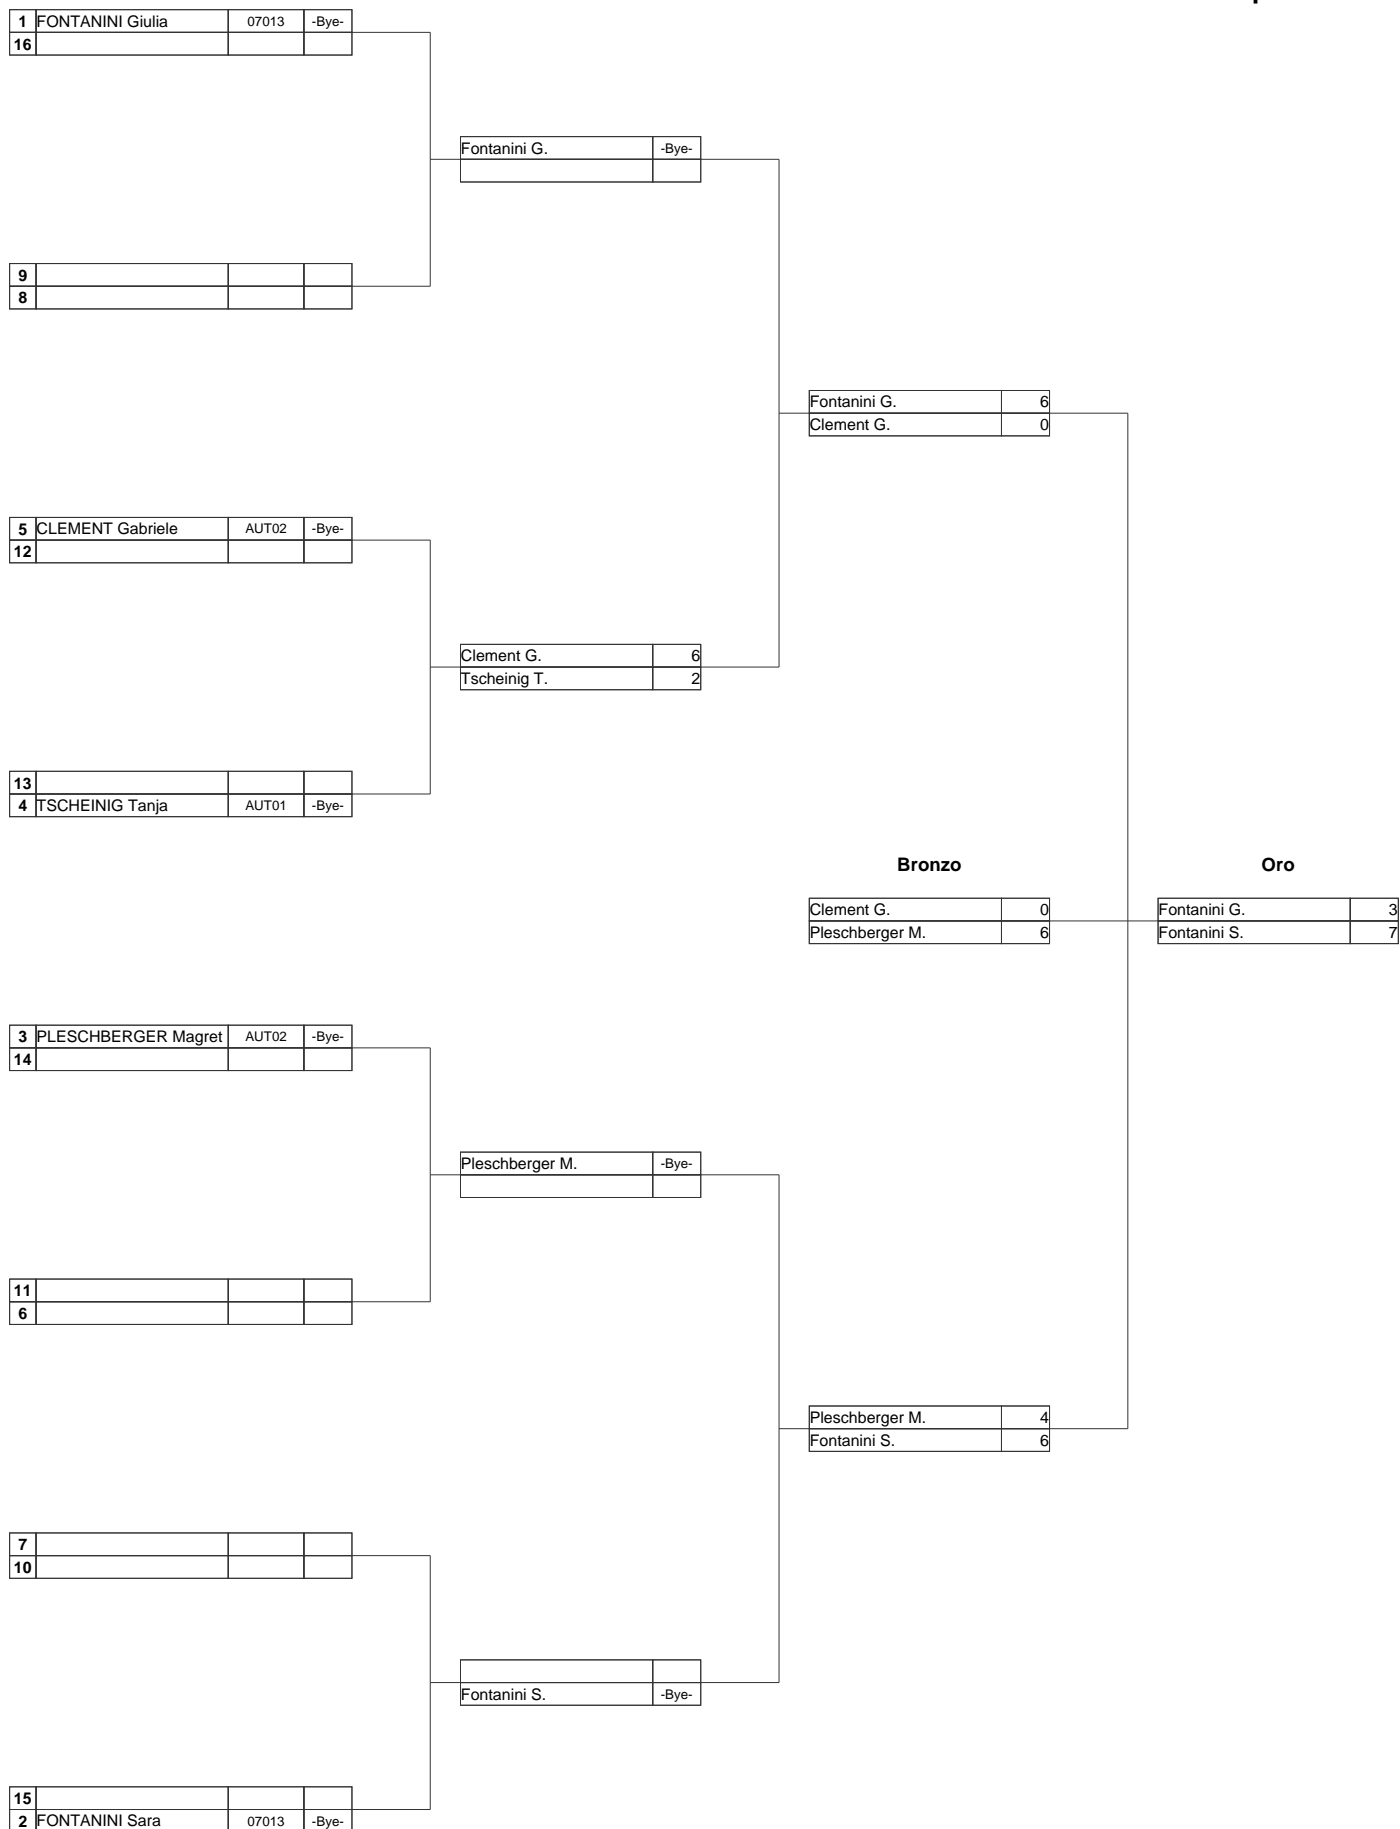 1 FONTANINI Giulia 07013 -Bye-
16
Fontanini G. -Bye-
9
8
Fontanini G. 6
Clement G. 0
5 CLEMENT Gabriele AUT02 -Bye-
12
Clement G. 6
Tscheinig T. 2
13
4 TSCHEINIG Tanja AUT01 -Bye-
Bronzo Oro
Clement G. 0 Fontanini G. 3
Pleschberger M. 6 Fontanini S. 7
3 PLESCHBERGER Magret AUT02 -Bye-
14
Pleschberger M. -Bye-
11
6
Pleschberger M. 4
Fontanini S. 6
7
10
Fontanini S. -Bye-
15
2 FONTANINI Sara 07013 -Bye-